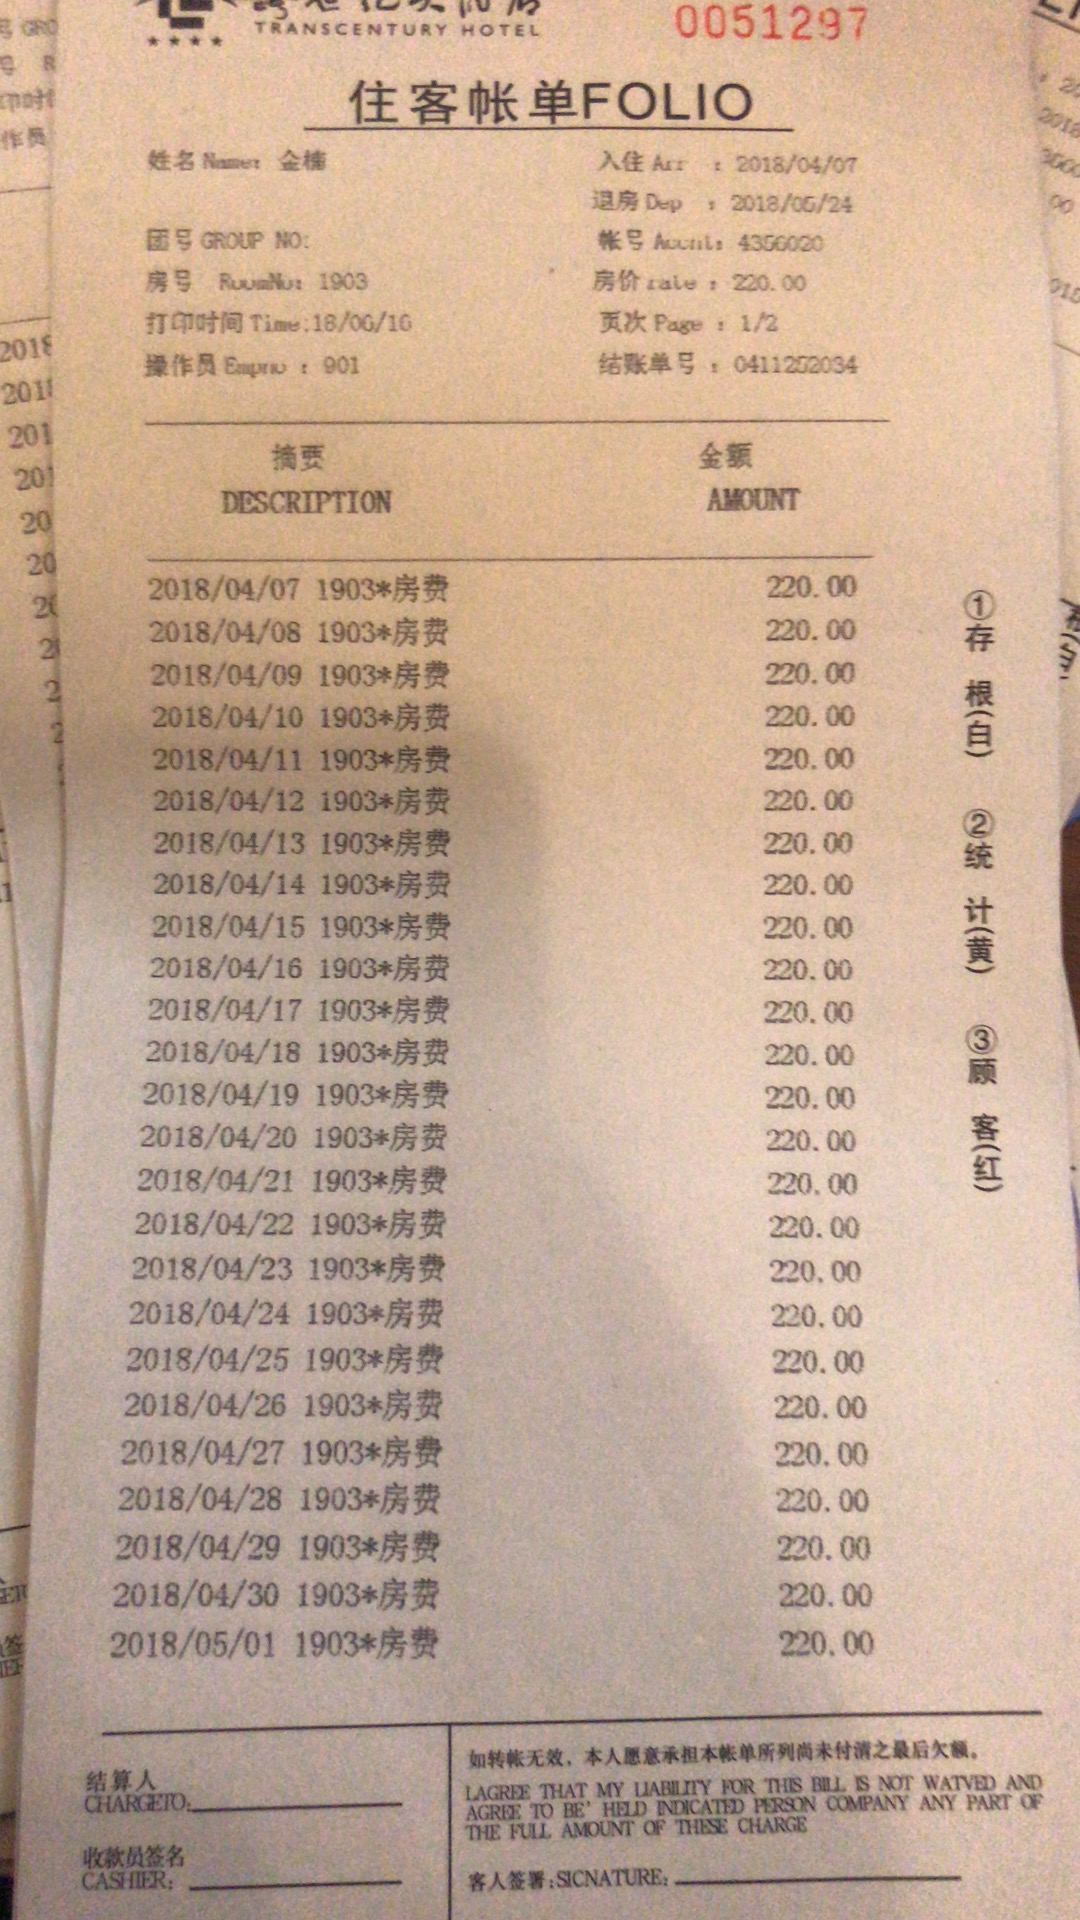 TRANSCENTURY HOTEL
0051297
住客帐单FOLIO
姓名 Name: 金楠
入住 Arr : 2018/04/07
退房 Dep : 2018/05/24
团号 GROUP NO:
帐号 Accnt: 4356020
房号 RoomNo: 1903
房价 rate : 220.00
打印时间 Time:18/06/16
页次 Page : 1/2
操作员 Empno : 901
结账单号 : 0411252034
摘要 金额
DESCRIPTION AMOUNT
2018/04/07 1903*房费 220.00
2018/04/08 1903*房费 220.00
2018/04/09 1903*房费 220.00
2018/04/10 1903*房费 220.00
2018/04/11 1903*房费 220.00
2018/04/12 1903*房费 220.00
2018/04/13 1903*房费 220.00
2018/04/14 1903*房费 220.00
2018/04/15 1903*房费 220.00
2018/04/16 1903*房费 220.00
2018/04/17 1903*房费 220.00
2018/04/18 1903*房费 220.00
2018/04/19 1903*房费 220.00
2018/04/20 1903*房费 220.00
2018/04/21 1903*房费 220.00
2018/04/22 1903*房费 220.00
2018/04/23 1903*房费 220.00
2018/04/24 1903*房费 220.00
2018/04/25 1903*房费 220.00
2018/04/26 1903*房费 220.00
2018/04/27 1903*房费 220.00
2018/04/28 1903*房费 220.00
2018/04/29 1903*房费 220.00
2018/04/30 1903*房费 220.00
2018/05/01 1903*房费 220.00
①存 根(白) ②统 计(黄) ③顾 客(红)
结算人
CHARGETO:
收款员签名
CASHIER:
如转帐无效，本人愿意承担本帐单所列尚未付清之最后欠额。
I.AGREE THAT MY LIABILITY FOR THIS BILL IS NOT WATVED AND
AGREE TO BE' HELD INDICATED PERSON COMPANY ANY PART OF
THE FULL AMOUNT OF THESE CHARGE
客人签署:SICNATURE: